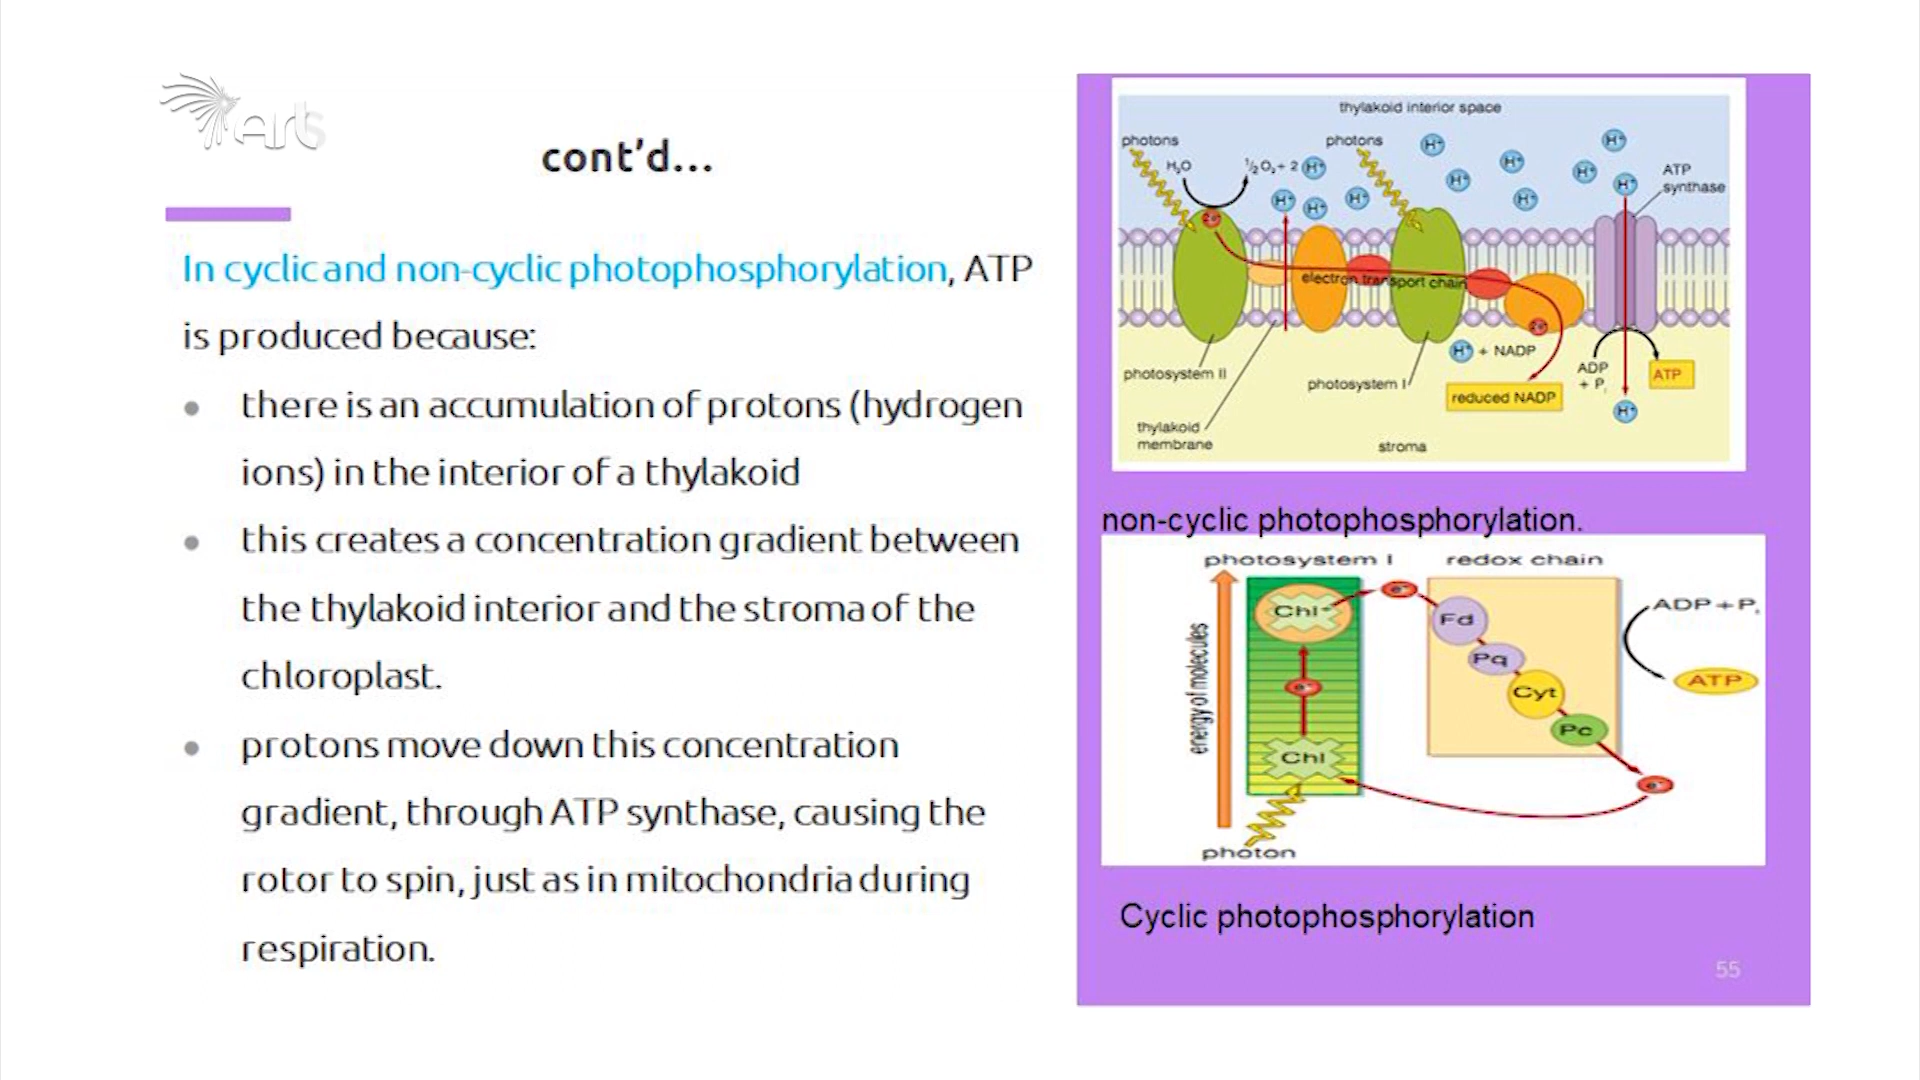 Arts
cont'd...
In cyclic and non-cyclic photophosphorylation, ATP
is produced because:
• there is an accumulation of protons (hydrogen
ions) in the interior of a thylakoid
• this creates a concentration gradient between
the thylakoid interior and the stroma of the
chloroplast.
• protons move down this concentration
gradient, through ATP synthase, causing the
rotor to spin, just as in mitochondria during
respiration.
thylakoid interior space
photons
photons
H₂O
½O₂ + 2 H⁺
H⁺
H⁺
H⁺
H⁺
H⁺
H⁺
H⁺
H⁺
H⁺
H⁺
ATP
synthase
2e⁻
electron transport chain
2e⁻
H⁺ + NADP
reduced NADP
ADP
+ Pᵢ
ATP
H⁺
photosystem II
photosystem I
thylakoid
membrane
stroma
non-cyclic photophosphorylation.
photosystem I
redox chain
energy of molecules
Chl⁺
e⁻
Fd
Pq
Cyt
Pc
e⁻
Chl
e⁻
photon
ADP + Pᵢ
ATP
Cyclic photophosphorylation
55